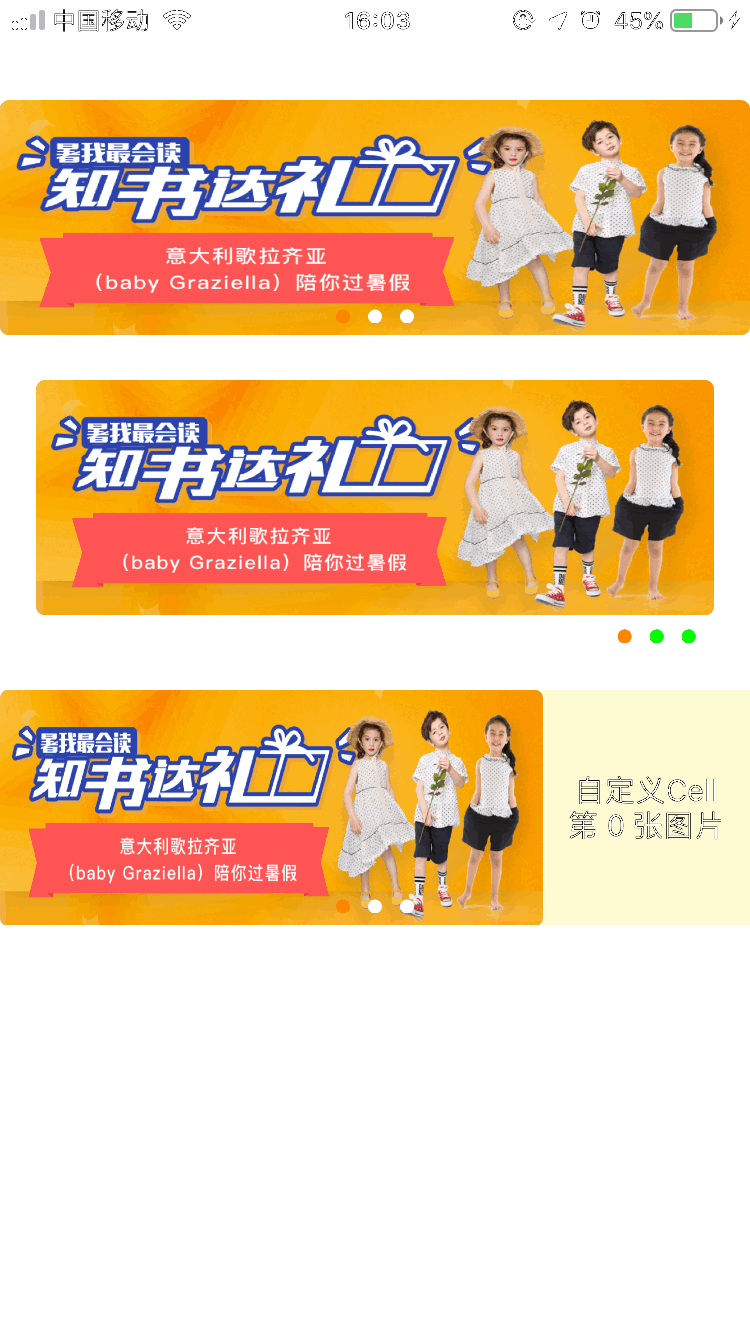 中国移动 16:03 45%
暑我最会读
知书达礼
意大利歌拉齐亚
（baby Graziella）陪你过暑假
暑我最会读
知书达礼
意大利歌拉齐亚
（baby Graziella）陪你过暑假
暑我最会读
知书达礼
意大利歌拉齐亚
（baby Graziella）陪你过暑假
自定义Cell
第 0 张图片